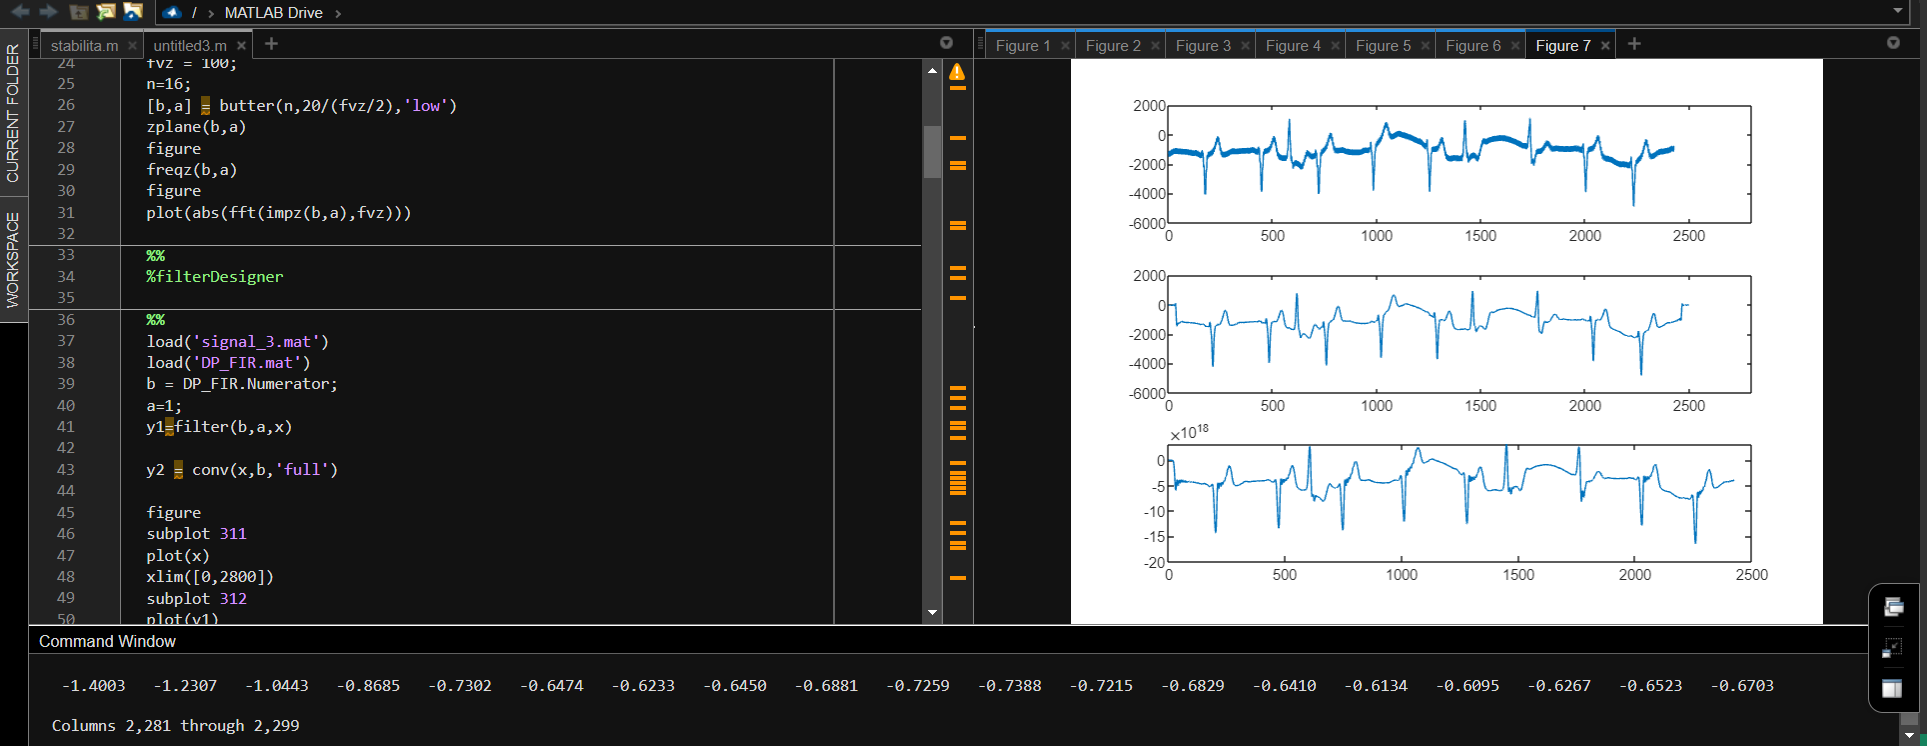 / › MATLAB Drive ›
CURRENT FOLDER
WORKSPACE
stabilita.m × untitled3.m × +
24 fvz = 100;
25 n=16;
26 [b,a] = butter(n,20/(fvz/2),'low')
27 zplane(b,a)
28 figure
29 freqz(b,a)
30 figure
31 plot(abs(fft(impz(b,a),fvz)))
32
33 %%
34 %filterDesigner
35
36 %%
37 load('signal_3.mat')
38 load('DP_FIR.mat')
39 b = DP_FIR.Numerator;
40 a=1;
41 y1=filter(b,a,x)
42
43 y2 = conv(x,b,'full')
44
45 figure
46 subplot 311
47 plot(x)
48 xlim([0,2800])
49 subplot 312
50 plot(y1)
Figure 1 × Figure 2 × Figure 3 × Figure 4 × Figure 5 × Figure 6 × Figure 7 × +
2000
0
-2000
-4000
-6000
0 500 1000 1500 2000 2500
2000
0
-2000
-4000
-6000
0 500 1000 1500 2000 2500
×10^18
0
-5
-10
-15
-20
0 500 1000 1500 2000 2500
Command Window
-1.4003 -1.2307 -1.0443 -0.8685 -0.7302 -0.6474 -0.6233 -0.6450 -0.6881 -0.7259 -0.7388 -0.7215 -0.6829 -0.6410 -0.6134 -0.6095 -0.6267 -0.6523 -0.6703
Columns 2,281 through 2,299